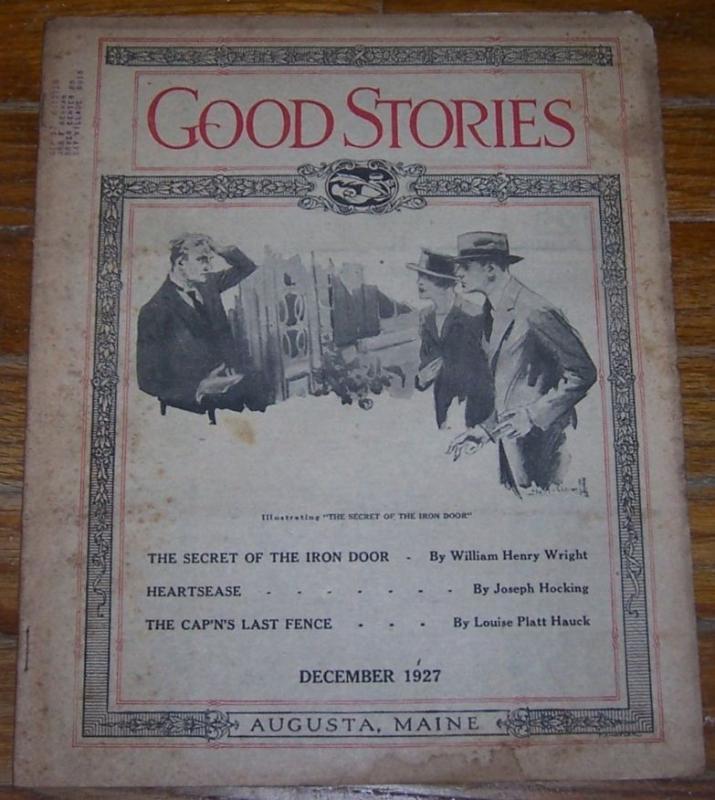 GOOD STORIES
Illustrating "THE SECRET OF THE IRON DOOR"
THE SECRET OF THE IRON DOOR - By William Henry Wright
HEARTSEASE - - - - - - - By Joseph Hocking
THE CAP'N'S LAST FENCE - - - By Louise Platt Hauck
DECEMBER 1927
AUGUSTA, MAINE